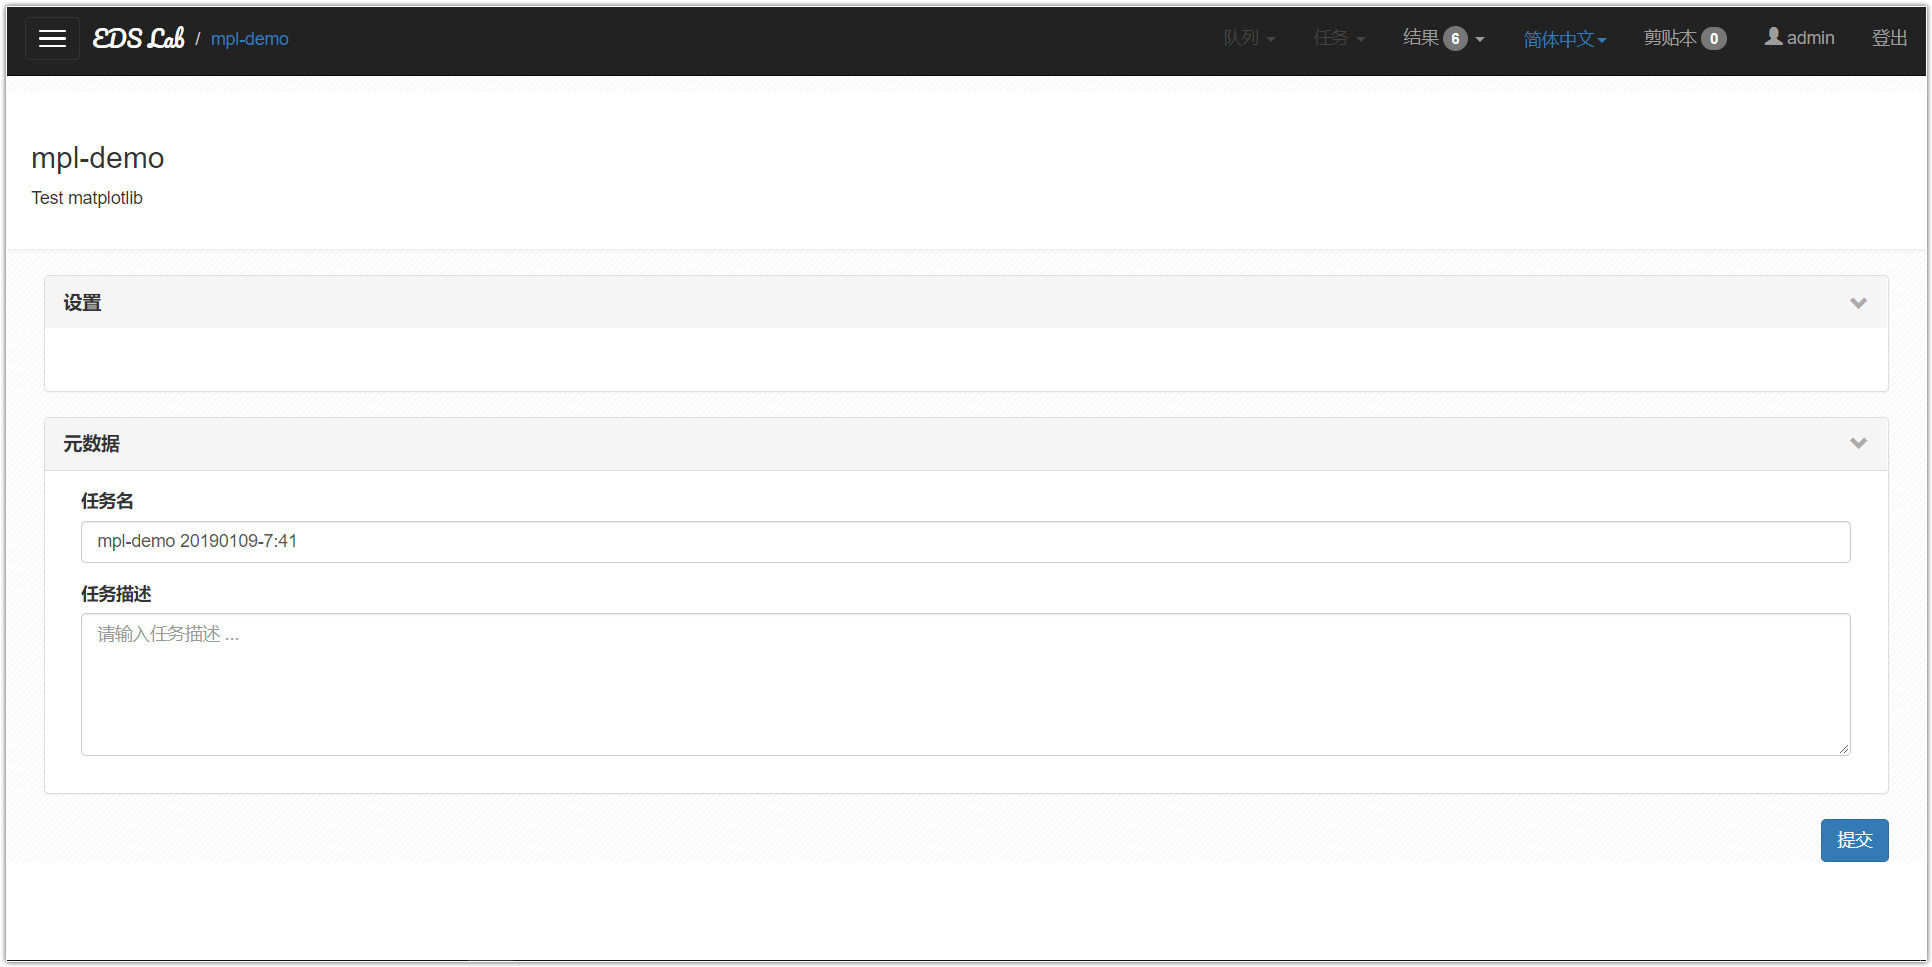 EDS Lab / mpl-demo 队列 任务 结果 6 简体中文 剪贴本 0 admin 登出
mpl-demo
Test matplotlib
设置
元数据
任务名
mpl-demo 20190109-7:41
任务描述
请输入任务描述 ...
提交